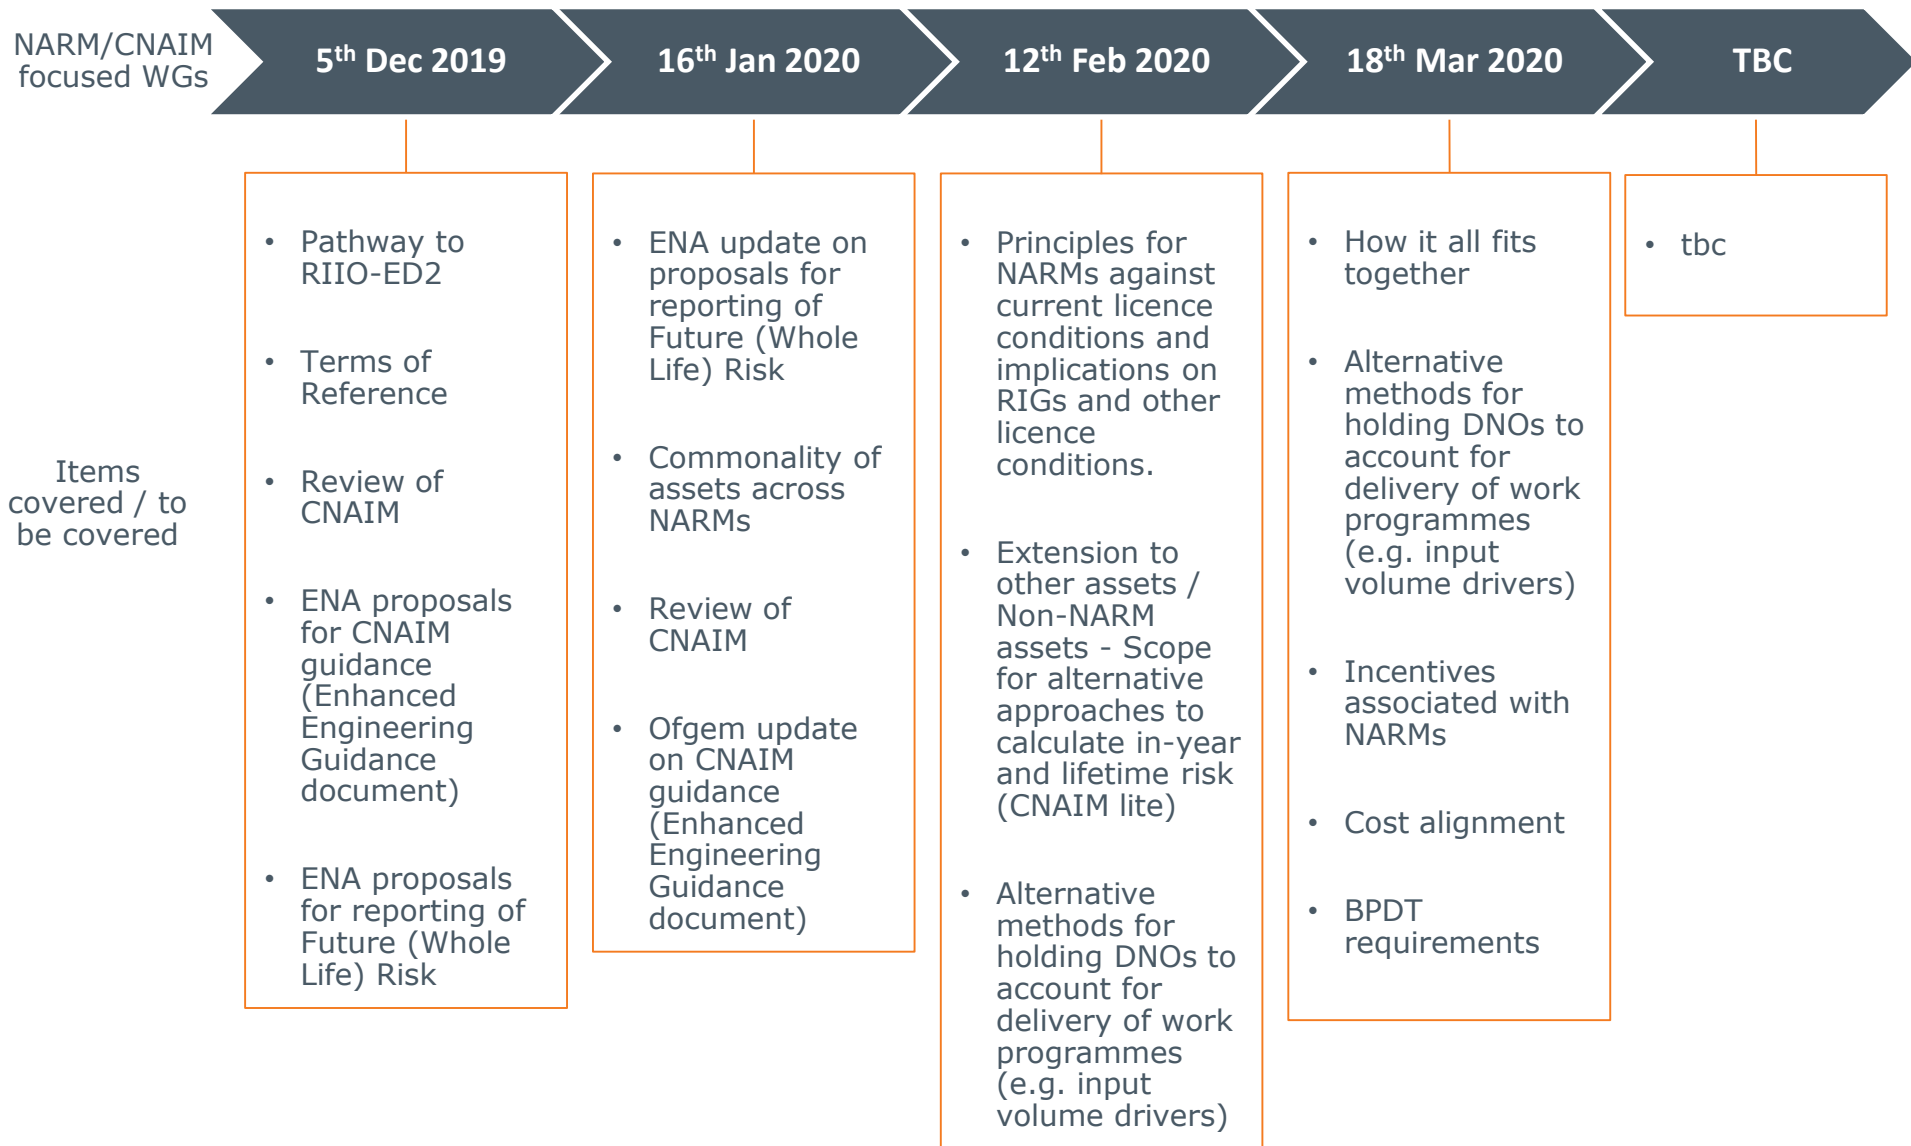 NARM/CNAIM
focused WGs
5th Dec 2019
16th Jan 2020
12th Feb 2020
18th Mar 2020
TBC
Items
covered / to
be covered
• Pathway to
RIIO-ED2
• Terms of
Reference
• Review of
CNAIM
• ENA proposals
for CNAIM
guidance
(Enhanced
Engineering
Guidance
document)
• ENA proposals
for reporting of
Future (Whole
Life) Risk
• ENA update on
proposals for
reporting of
Future (Whole
Life) Risk
• Commonality of
assets across
NARMs
• Review of
CNAIM
• Ofgem update
on CNAIM
guidance
(Enhanced
Engineering
Guidance
document)
• Principles for
NARMs against
current licence
conditions and
implications on
RIGs and other
licence
conditions.
• Extension to
other assets /
Non-NARM
assets - Scope
for alternative
approaches to
calculate in-year
and lifetime risk
(CNAIM lite)
• Alternative
methods for
holding DNOs to
account for
delivery of work
programmes
(e.g. input
volume drivers)
• How it all fits
together
• Alternative
methods for
holding DNOs to
account for
delivery of work
programmes
(e.g. input
volume drivers)
• Incentives
associated with
NARMs
• Cost alignment
• BPDT
requirements
• tbc